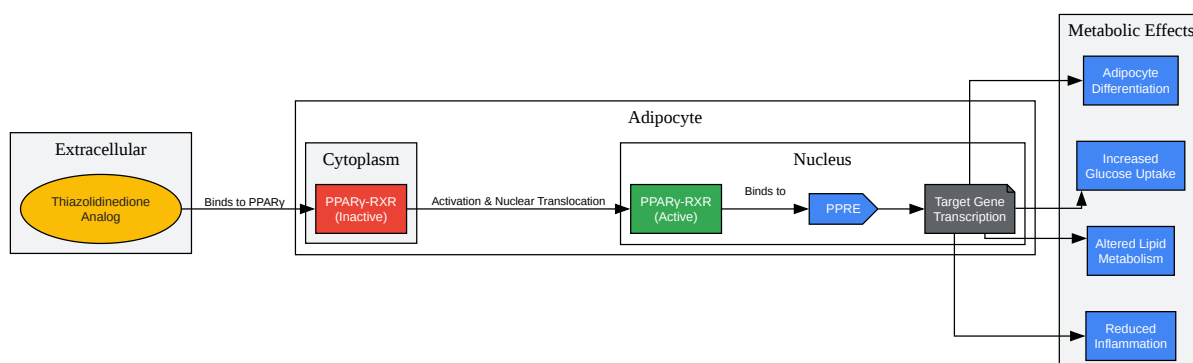 Extracellular
Thiazolidinedione
Analog
Binds to PPARγ
Adipocyte
Cytoplasm
PPARγ-RXR
(Inactive)
Activation & Nuclear Translocation
Nucleus
PPARγ-RXR
(Active)
Binds to
PPRE
Target Gene
Transcription
Metabolic Effects
Adipocyte
Differentiation
Increased
Glucose Uptake
Altered Lipid
Metabolism
Reduced
Inflammation